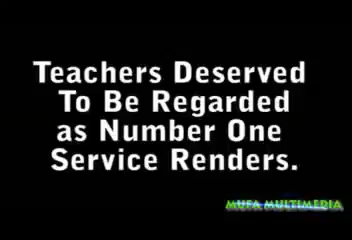 Teachers Deserved
To Be Regarded
as Number One
Service Renders.
MUFA MULTIMEDIA